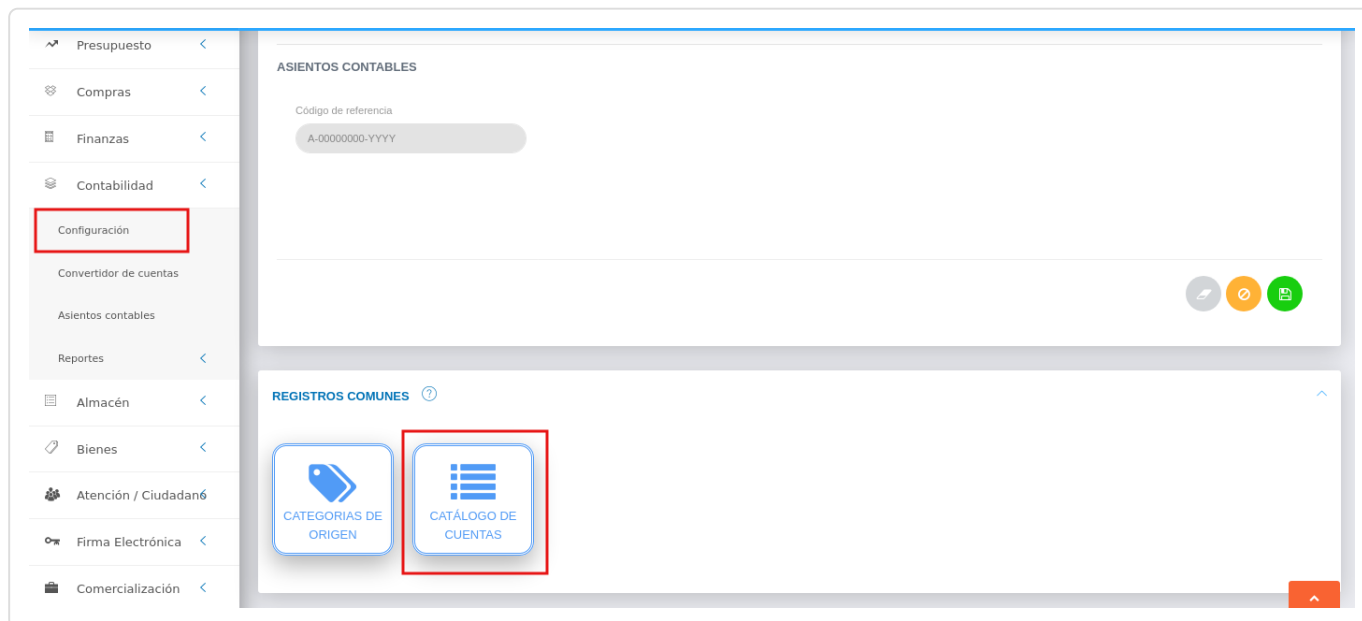 Presupuesto
Compras
Finanzas
Contabilidad
Configuración
Convertidor de cuentas
Asientos contables
Reportes
Almacén
Bienes
Atención / Ciudadano
Firma Electrónica
Comercialización
ASIENTOS CONTABLES
Código de referencia
A-00000000-YYYY
REGISTROS COMUNES ?
CATEGORIAS DE
ORIGEN
CATÁLOGO DE
CUENTAS